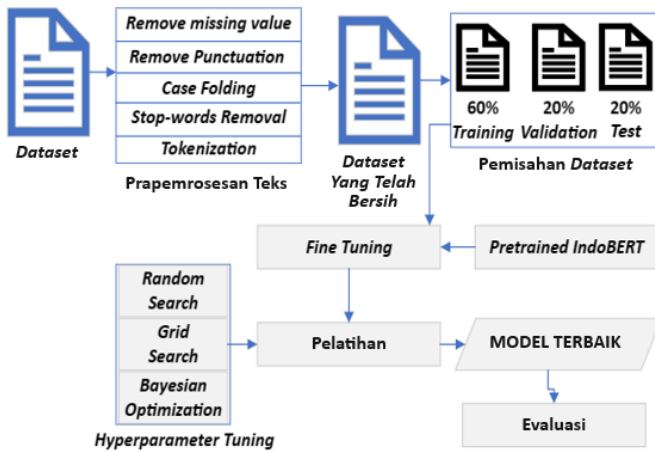 Remove missing value
Remove Punctuation
Case Folding
Stop-words Removal
Tokenization
Dataset
Prapemrosesan Teks
Dataset
Yang Telah
Bersih
60% 20% 20%
Training Validation Test
Pemisahan Dataset
Fine Tuning
Pretrained IndoBERT
Random
Search
Grid
Search
Bayesian
Optimization
Hyperparameter Tuning
Pelatihan
MODEL TERBAIK
Evaluasi